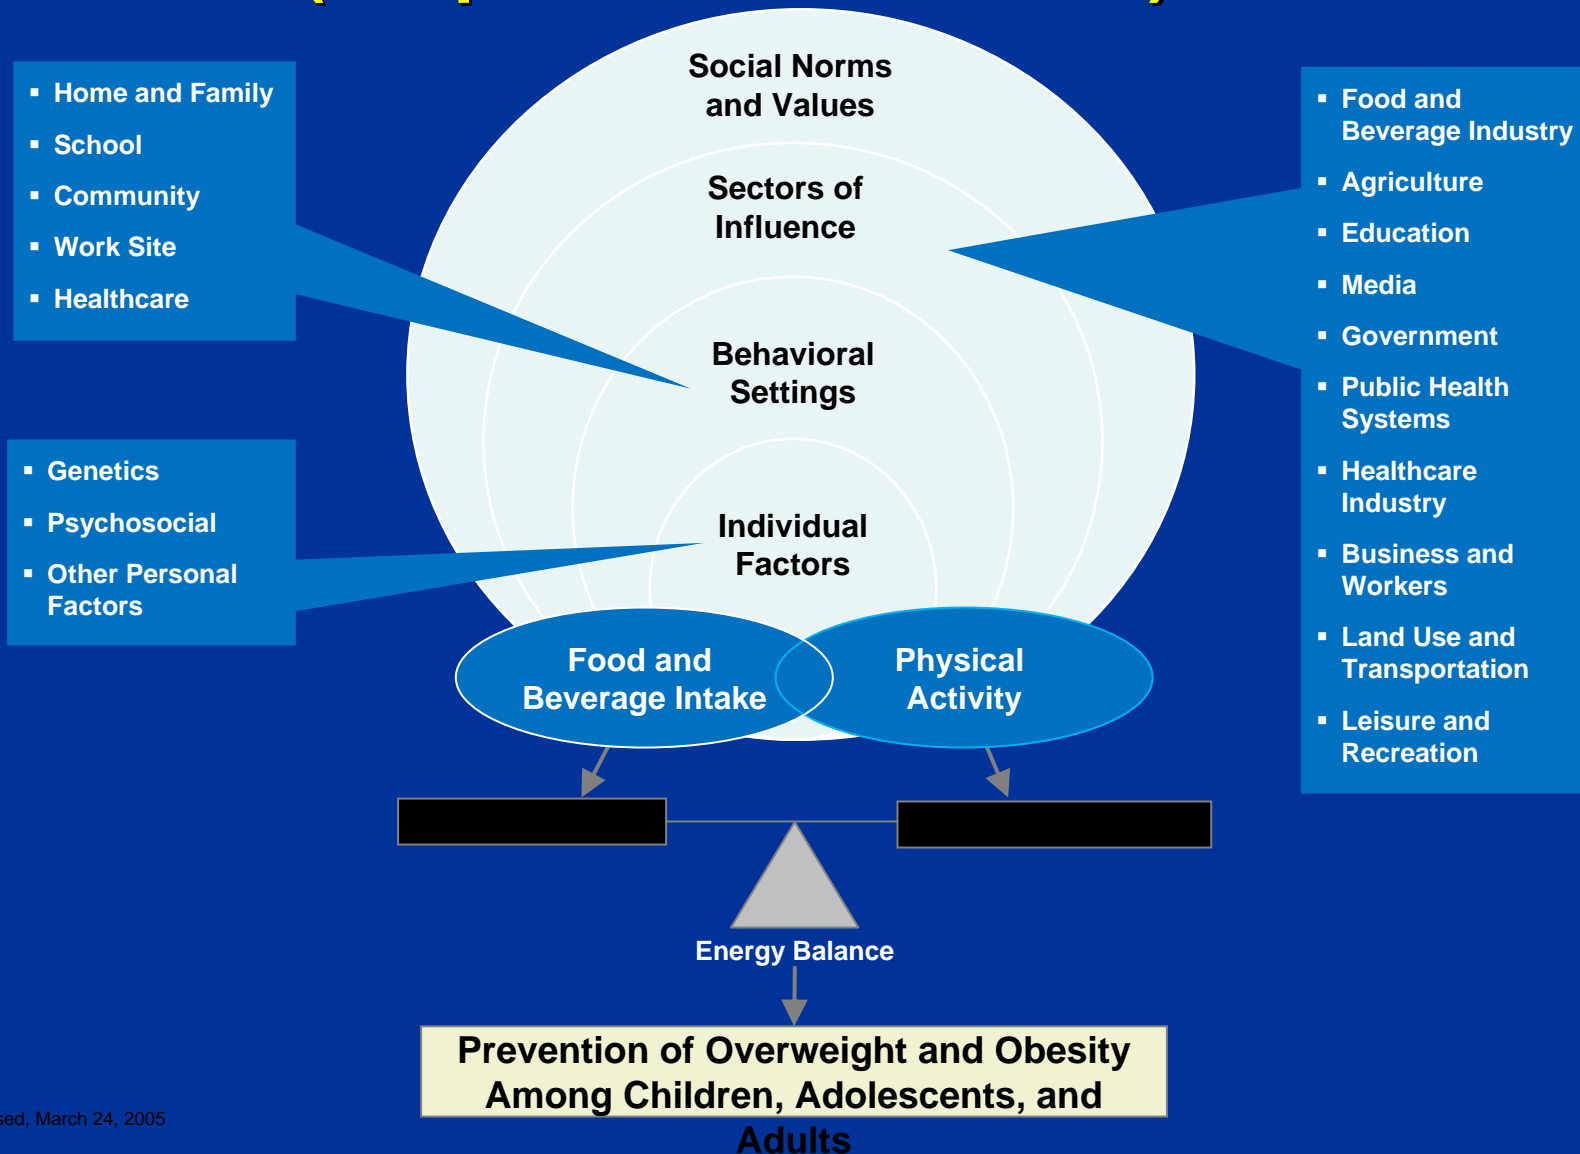 Social Norms
and Values
Sectors of
Influence
Behavioral
Settings
Individual
Factors
▪ Home and Family
▪ School
▪ Community
▪ Work Site
▪ Healthcare
▪ Genetics
▪ Psychosocial
▪ Other Personal
Factors
▪ Food and
Beverage Industry
▪ Agriculture
▪ Education
▪ Media
▪ Government
▪ Public Health
Systems
▪ Healthcare
Industry
▪ Business and
Workers
▪ Land Use and
Transportation
▪ Leisure and
Recreation
Food and
Beverage Intake
Physical
Activity
Energy Balance
Prevention of Overweight and Obesity
Among Children, Adolescents, and
Adults
sed, March 24, 2005